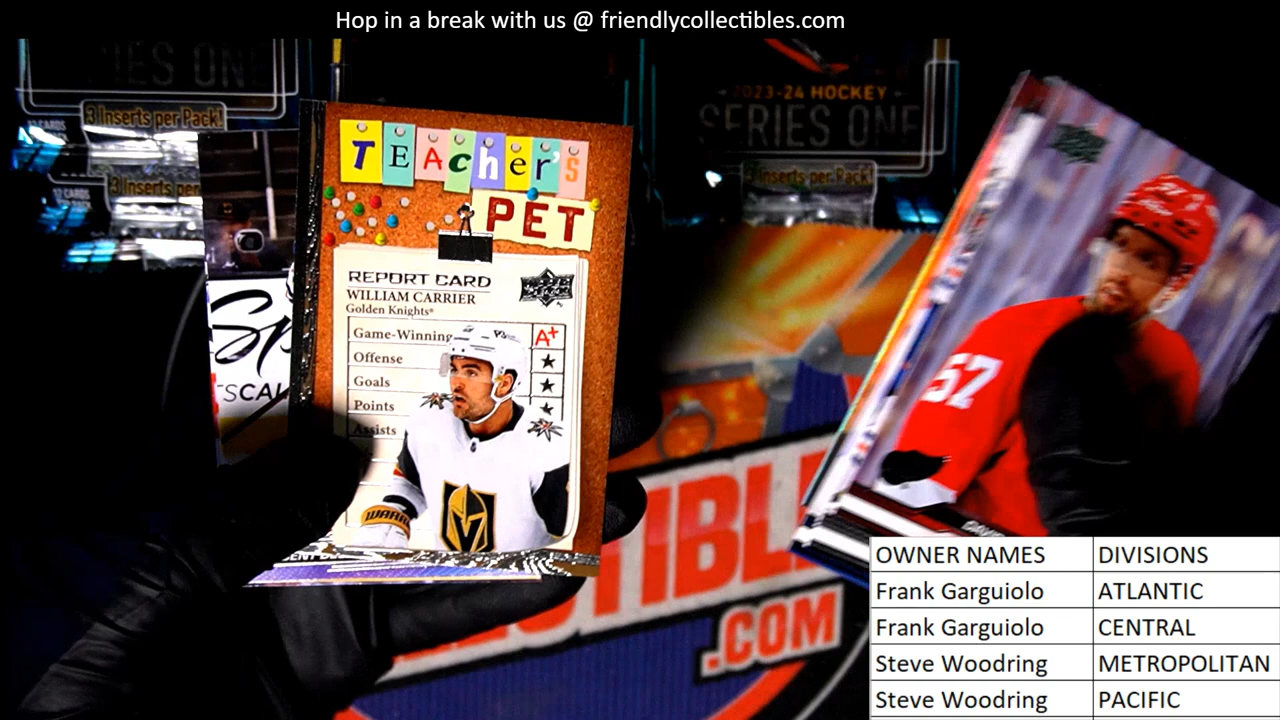 Hop in a break with us @ friendlycollectibles.com
SERIES ONE
3 Inserts per Pack!
3 Inserts per
2023-24 HOCKEY
SERIES ONE
3 Inserts per Pack!
TEAcher's
PET
REPORT CARD
WILLIAM CARRIER
Golden Knights
Game-Winning
A+
Offense
Goals
Points
Assists
WARRI
57
.COM
OWNER NAMES DIVISIONS
Frank Garguiolo ATLANTIC
Frank Garguiolo CENTRAL
Steve Woodring METROPOLITAN
Steve Woodring PACIFIC